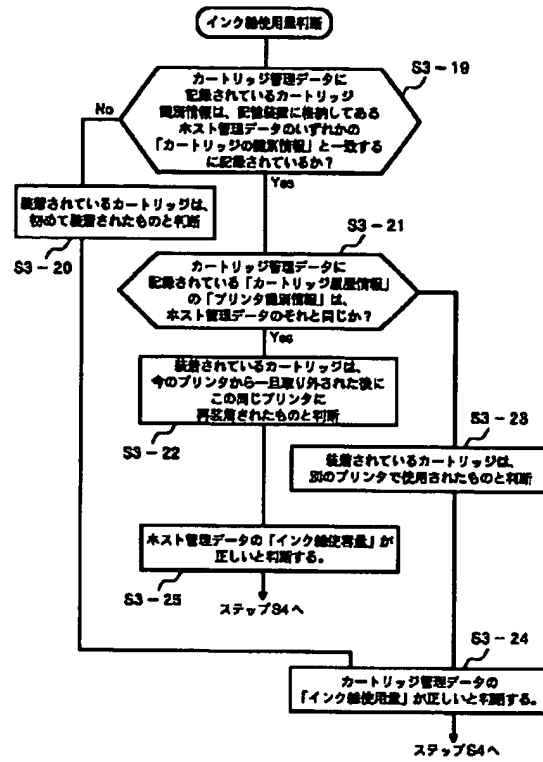 インク総使用量判断
S3-19
カートリッジ管理データに
記録されているカートリッジ
識別情報は、記憶装置に格納してある
ホスト管理データのいずれかの
「カートリッジの識別情報」と一致する
に記録されているか？
No
Yes
装着されているカートリッジは、
初めて装着されたものと判断
S3-20
S3-21
カートリッジ管理データに
記録されている「カートリッジ履歴情報」
の「プリンタ識別情報」は、
ホスト管理データのそれと同じか？
Yes
装着されているカートリッジは、
今のプリンタから一旦取り外された後に
この同じプリンタに
再装着されたものと判断
S3-22
S3-23
装着されているカートリッジは、
別のプリンタで使用されたものと判断
ホスト管理データの「インク総使容量」が
正しいと判断する。
S3-25
ステップS4へ
S3-24
カートリッジ管理データの
「インク総使用量」が正しいと判断する。
ステップS4へ